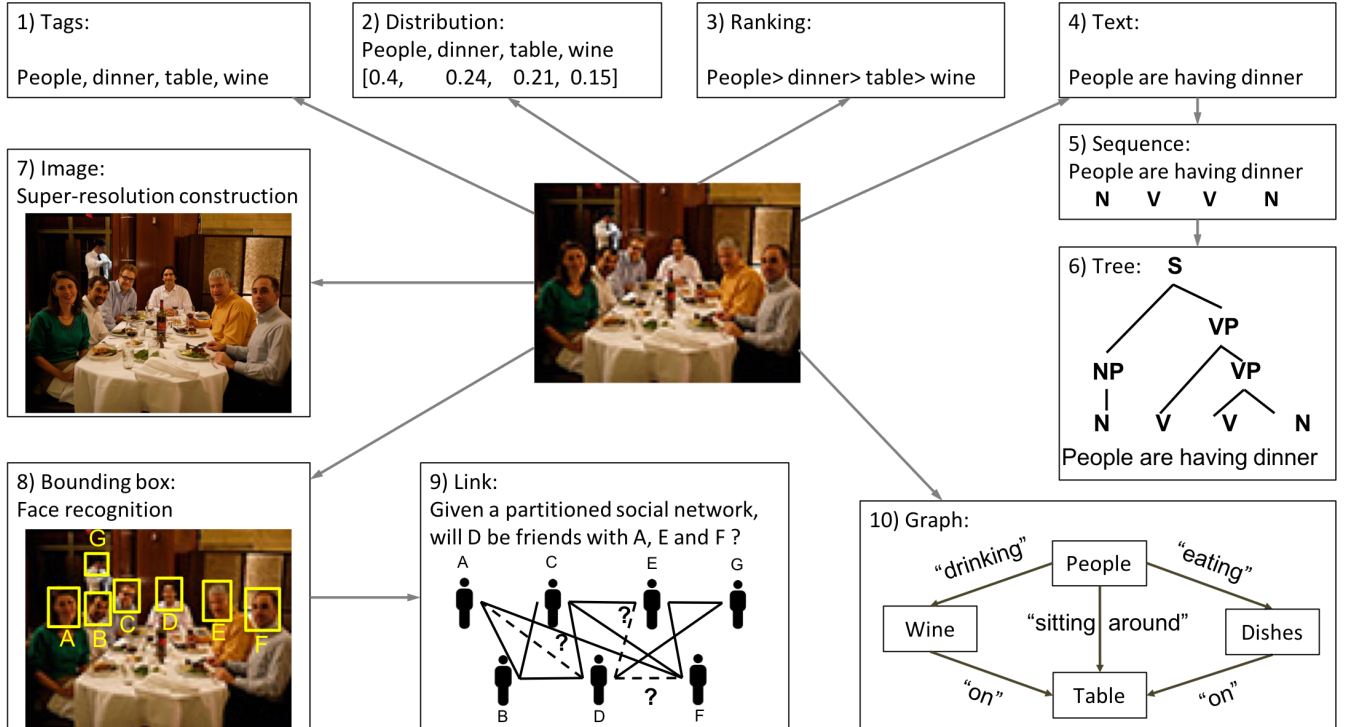 1) Tags:
People, dinner, table, wine
2) Distribution:
People, dinner, table, wine
[0.4, 0.24, 0.21, 0.15]
3) Ranking:
People> dinner> table> wine
4) Text:
People are having dinner
5) Sequence:
People are having dinner
N V V N
6) Tree:
S
VP
NP VP
N V V N
People are having dinner
7) Image:
Super-resolution construction
8) Bounding box:
Face recognition
G
A B C D E F
9) Link:
Given a partitioned social network,
will D be friends with A, E and F ?
A C E G
?
?
?
B D F
10) Graph:
People
"drinking" "eating"
Wine "sitting around" Dishes
"on" "on"
Table